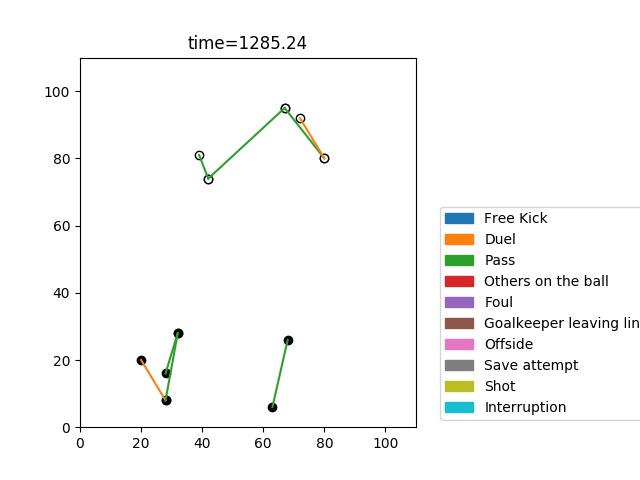 time=1285.24
100
80
60
40
20
0
0 20 40 60 80 100
Free Kick
Duel
Pass
Others on the ball
Foul
Goalkeeper leaving lin
Offside
Save attempt
Shot
Interruption